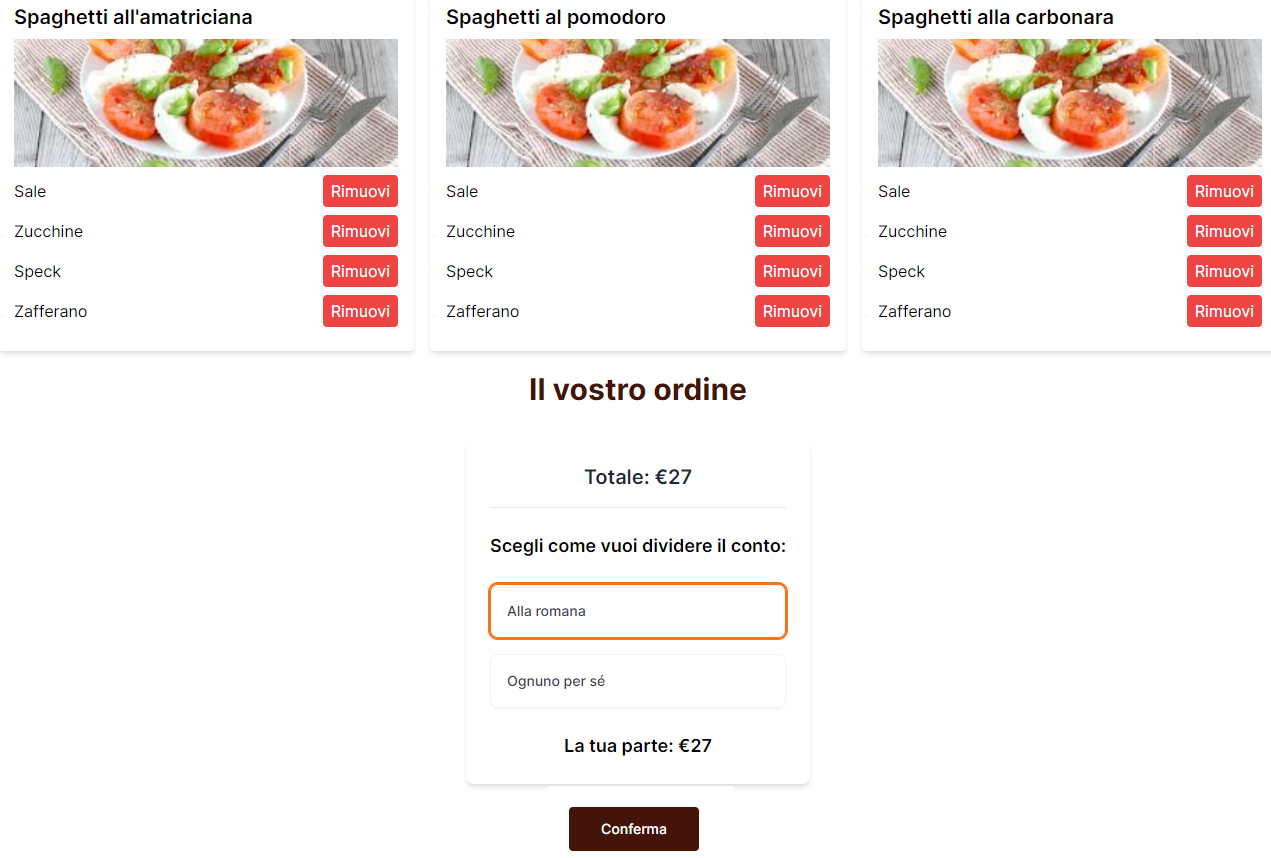 Spaghetti all'amatriciana
Sale Rimuovi
Zucchine Rimuovi
Speck Rimuovi
Zafferano Rimuovi
Spaghetti al pomodoro
Sale Rimuovi
Zucchine Rimuovi
Speck Rimuovi
Zafferano Rimuovi
Spaghetti alla carbonara
Sale Rimuovi
Zucchine Rimuovi
Speck Rimuovi
Zafferano Rimuovi
Il vostro ordine
Totale: €27
Scegli come vuoi dividere il conto:
Alla romana
Ognuno per sé
La tua parte: €27
Conferma